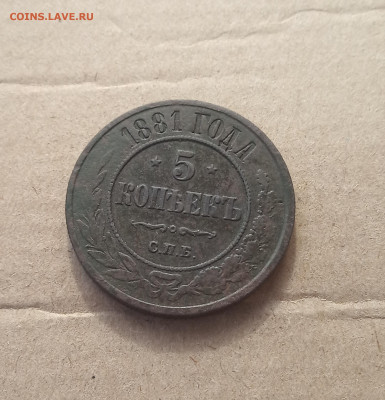 COINS.LAVE.RU
1881 ГОДА
* 5 *
КОПѢЕКЪ
С.П.Б.